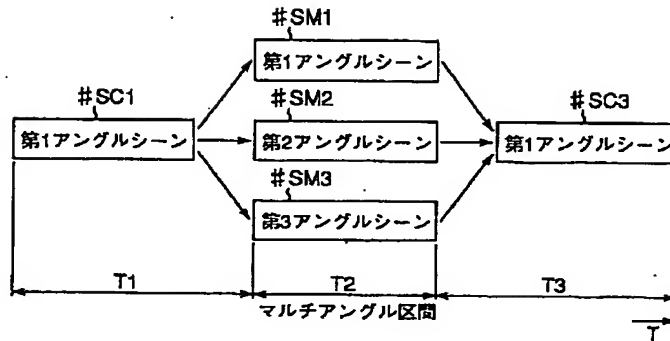 #SM1
第1アングルシーン
#SC1
第1アングルシーン
#SM2
第2アングルシーン
#SC3
第1アングルシーン
#SM3
第3アングルシーン
T1
T2
T3
マルチアングル区間
T